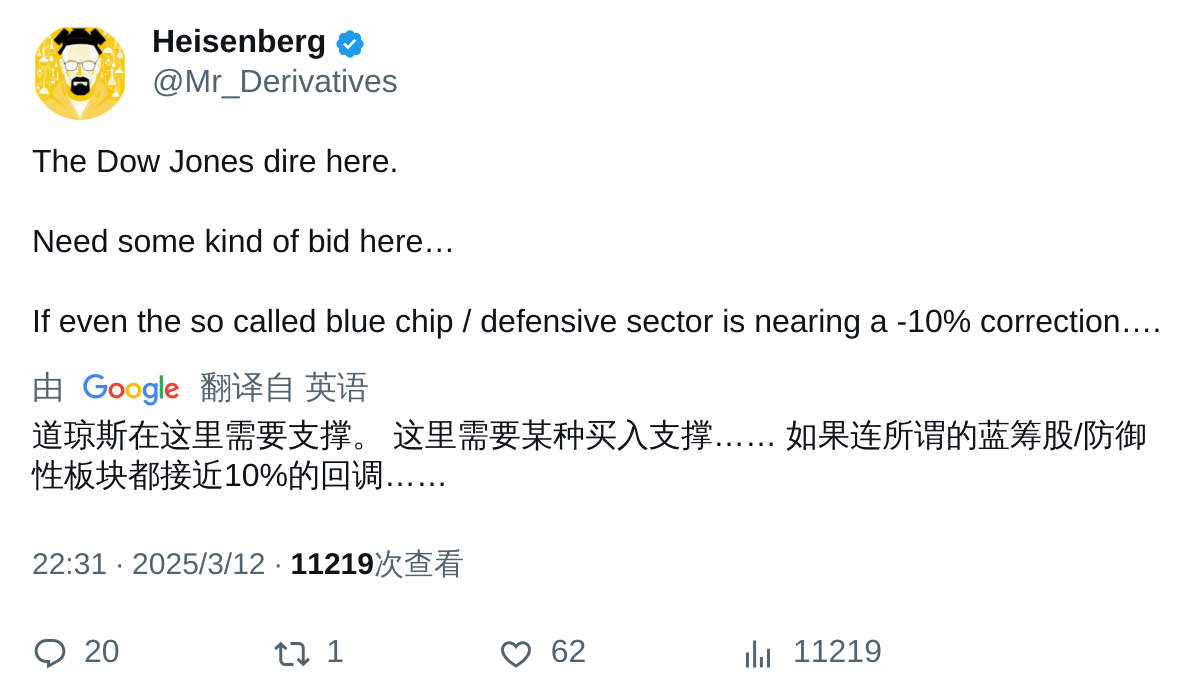 Heisenberg
@Mr_Derivatives
The Dow Jones dire here.
Need some kind of bid here…
If even the so called blue chip / defensive sector is nearing a -10% correction….
由 Google 翻译自 英语
道琼斯在这里需要支撑。 这里需要某种买入支撑…… 如果连所谓的蓝筹股/防御
性板块都接近10%的回调……
22:31 · 2025/3/12 · 11219次查看
20 1 62 11219